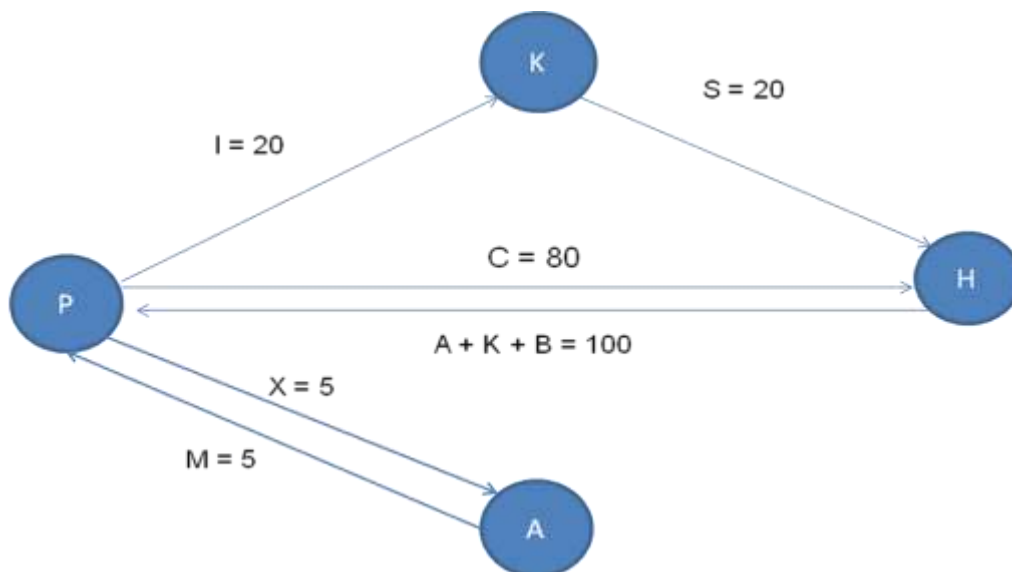 K
S = 20
I = 20
C = 80
H
P
A + K + B = 100
X = 5
M = 5
A